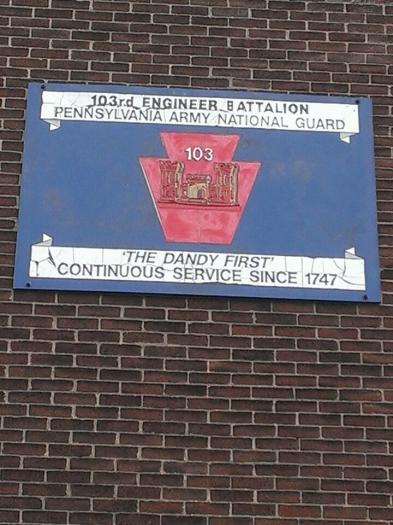 103rd ENGINEER BATTALION
PENNSYLVANIA ARMY NATIONAL GUARD
103
'THE DANDY FIRST'
CONTINUOUS SERVICE SINCE 1747